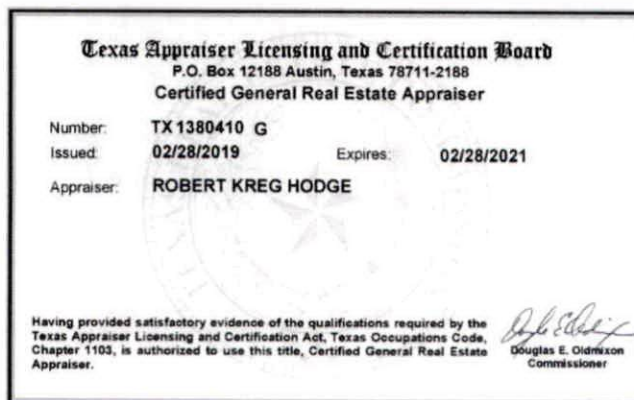 Texas Appraiser Licensing and Certification Board
P.O. Box 12188 Austin, Texas 78711-2188
Certified General Real Estate Appraiser
Number: TX 1380410 G
Issued: 02/28/2019 Expires: 02/28/2021
Appraiser: ROBERT KREG HODGE
Having provided satisfactory evidence of the qualifications required by the
Texas Appraiser Licensing and Certification Act, Texas Occupations Code,
Chapter 1103, is authorized to use this title, Certified General Real Estate
Appraiser.
Douglas E. Oldmixon
Commissioner